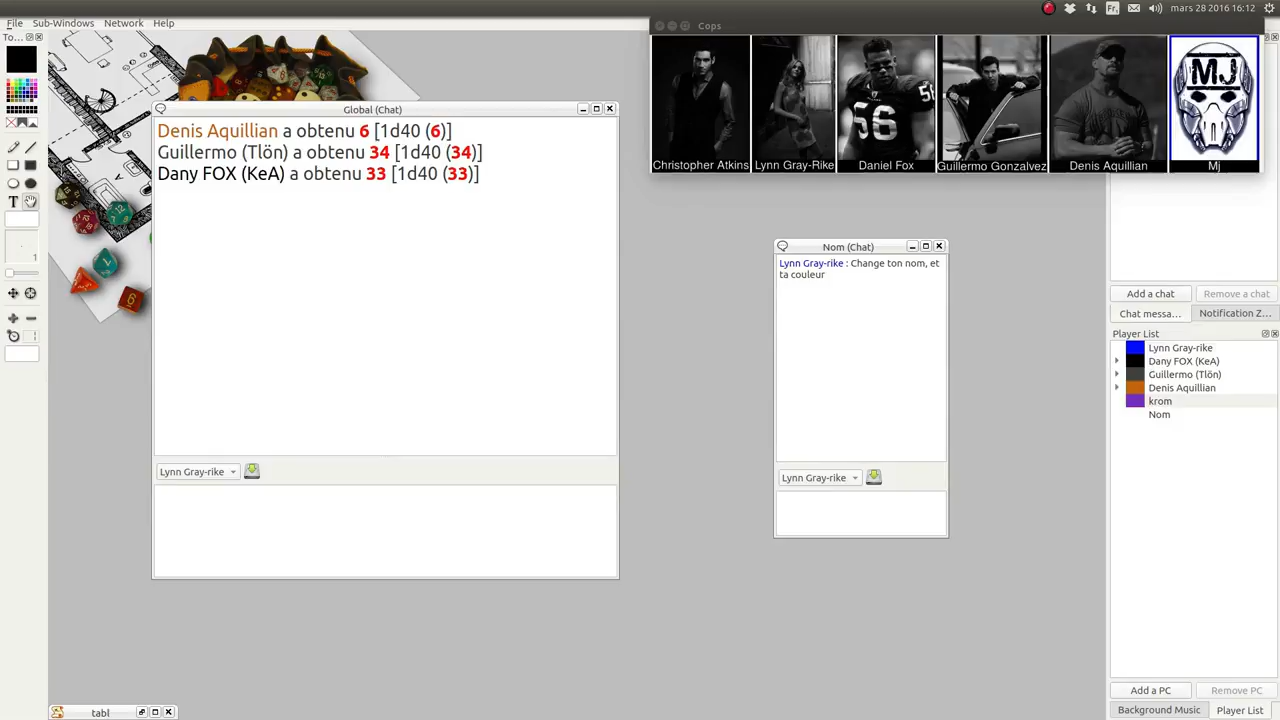 Fr
mars 28 2016 16:12
File Sub-Windows Network Help
Cops
To...
Christopher Atkins
Lynn Gray-Rike
56
Daniel Fox
Guillermo Gonzalvez
Denis Aquillian
MJ
Mj
Global (Chat)
Denis Aquillian a obtenu 6 [1d40 (6)]
Guillermo (Tlön) a obtenu 34 [1d40 (34)]
Dany FOX (KeA) a obtenu 33 [1d40 (33)]
Lynn Gray-rike
1
Nom (Chat)
Lynn Gray-rike : Change ton nom, et
ta couleur
Lynn Gray-rike
Add a chat Remove a chat
Chat messa... Notification Z...
Player List
Lynn Gray-rike
Dany FOX (KeA)
Guillermo (Tlön)
Denis Aquillian
krom
Nom
Add a PC Remove PC
Background Music Player List
tabl